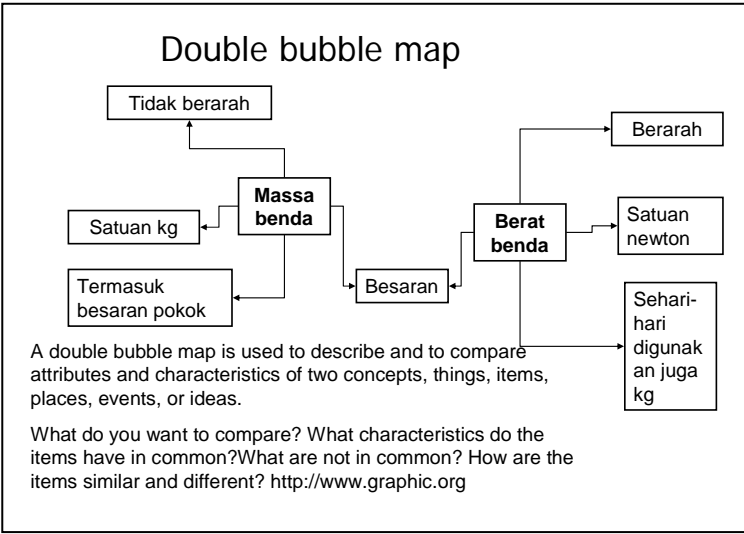 Double bubble map
Tidak berarah
Berarah
Massa
benda
Berat
benda
Satuan kg
Satuan
newton
Termasuk
besaran pokok
Besaran
Sehari-
hari
digunak
an juga
kg
A double bubble map is used to describe and to compare
attributes and characteristics of two concepts, things, items,
places, events, or ideas.
What do you want to compare? What characteristics do the
items have in common?What are not in common? How are the
items similar and different? http://www.graphic.org